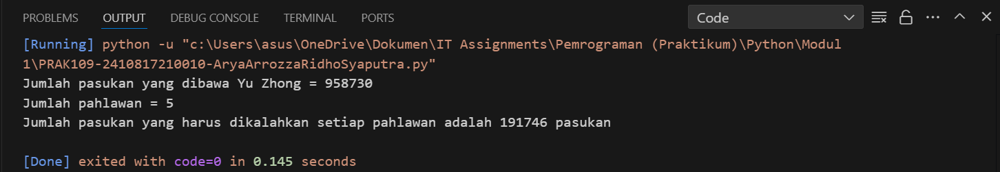 PROBLEMS OUTPUT DEBUG CONSOLE TERMINAL PORTS Code
[Running] python -u "c:\Users\asus\OneDrive\Dokumen\IT Assignments\Pemrograman (Praktikum)\Python\Modul
1\PRAK109-2410817210010-AryaArrozzaRidhoSyaputra.py"
Jumlah pasukan yang dibawa Yu Zhong = 958730
Jumlah pahlawan = 5
Jumlah pasukan yang harus dikalahkan setiap pahlawan adalah 191746 pasukan
[Done] exited with code=0 in 0.145 seconds